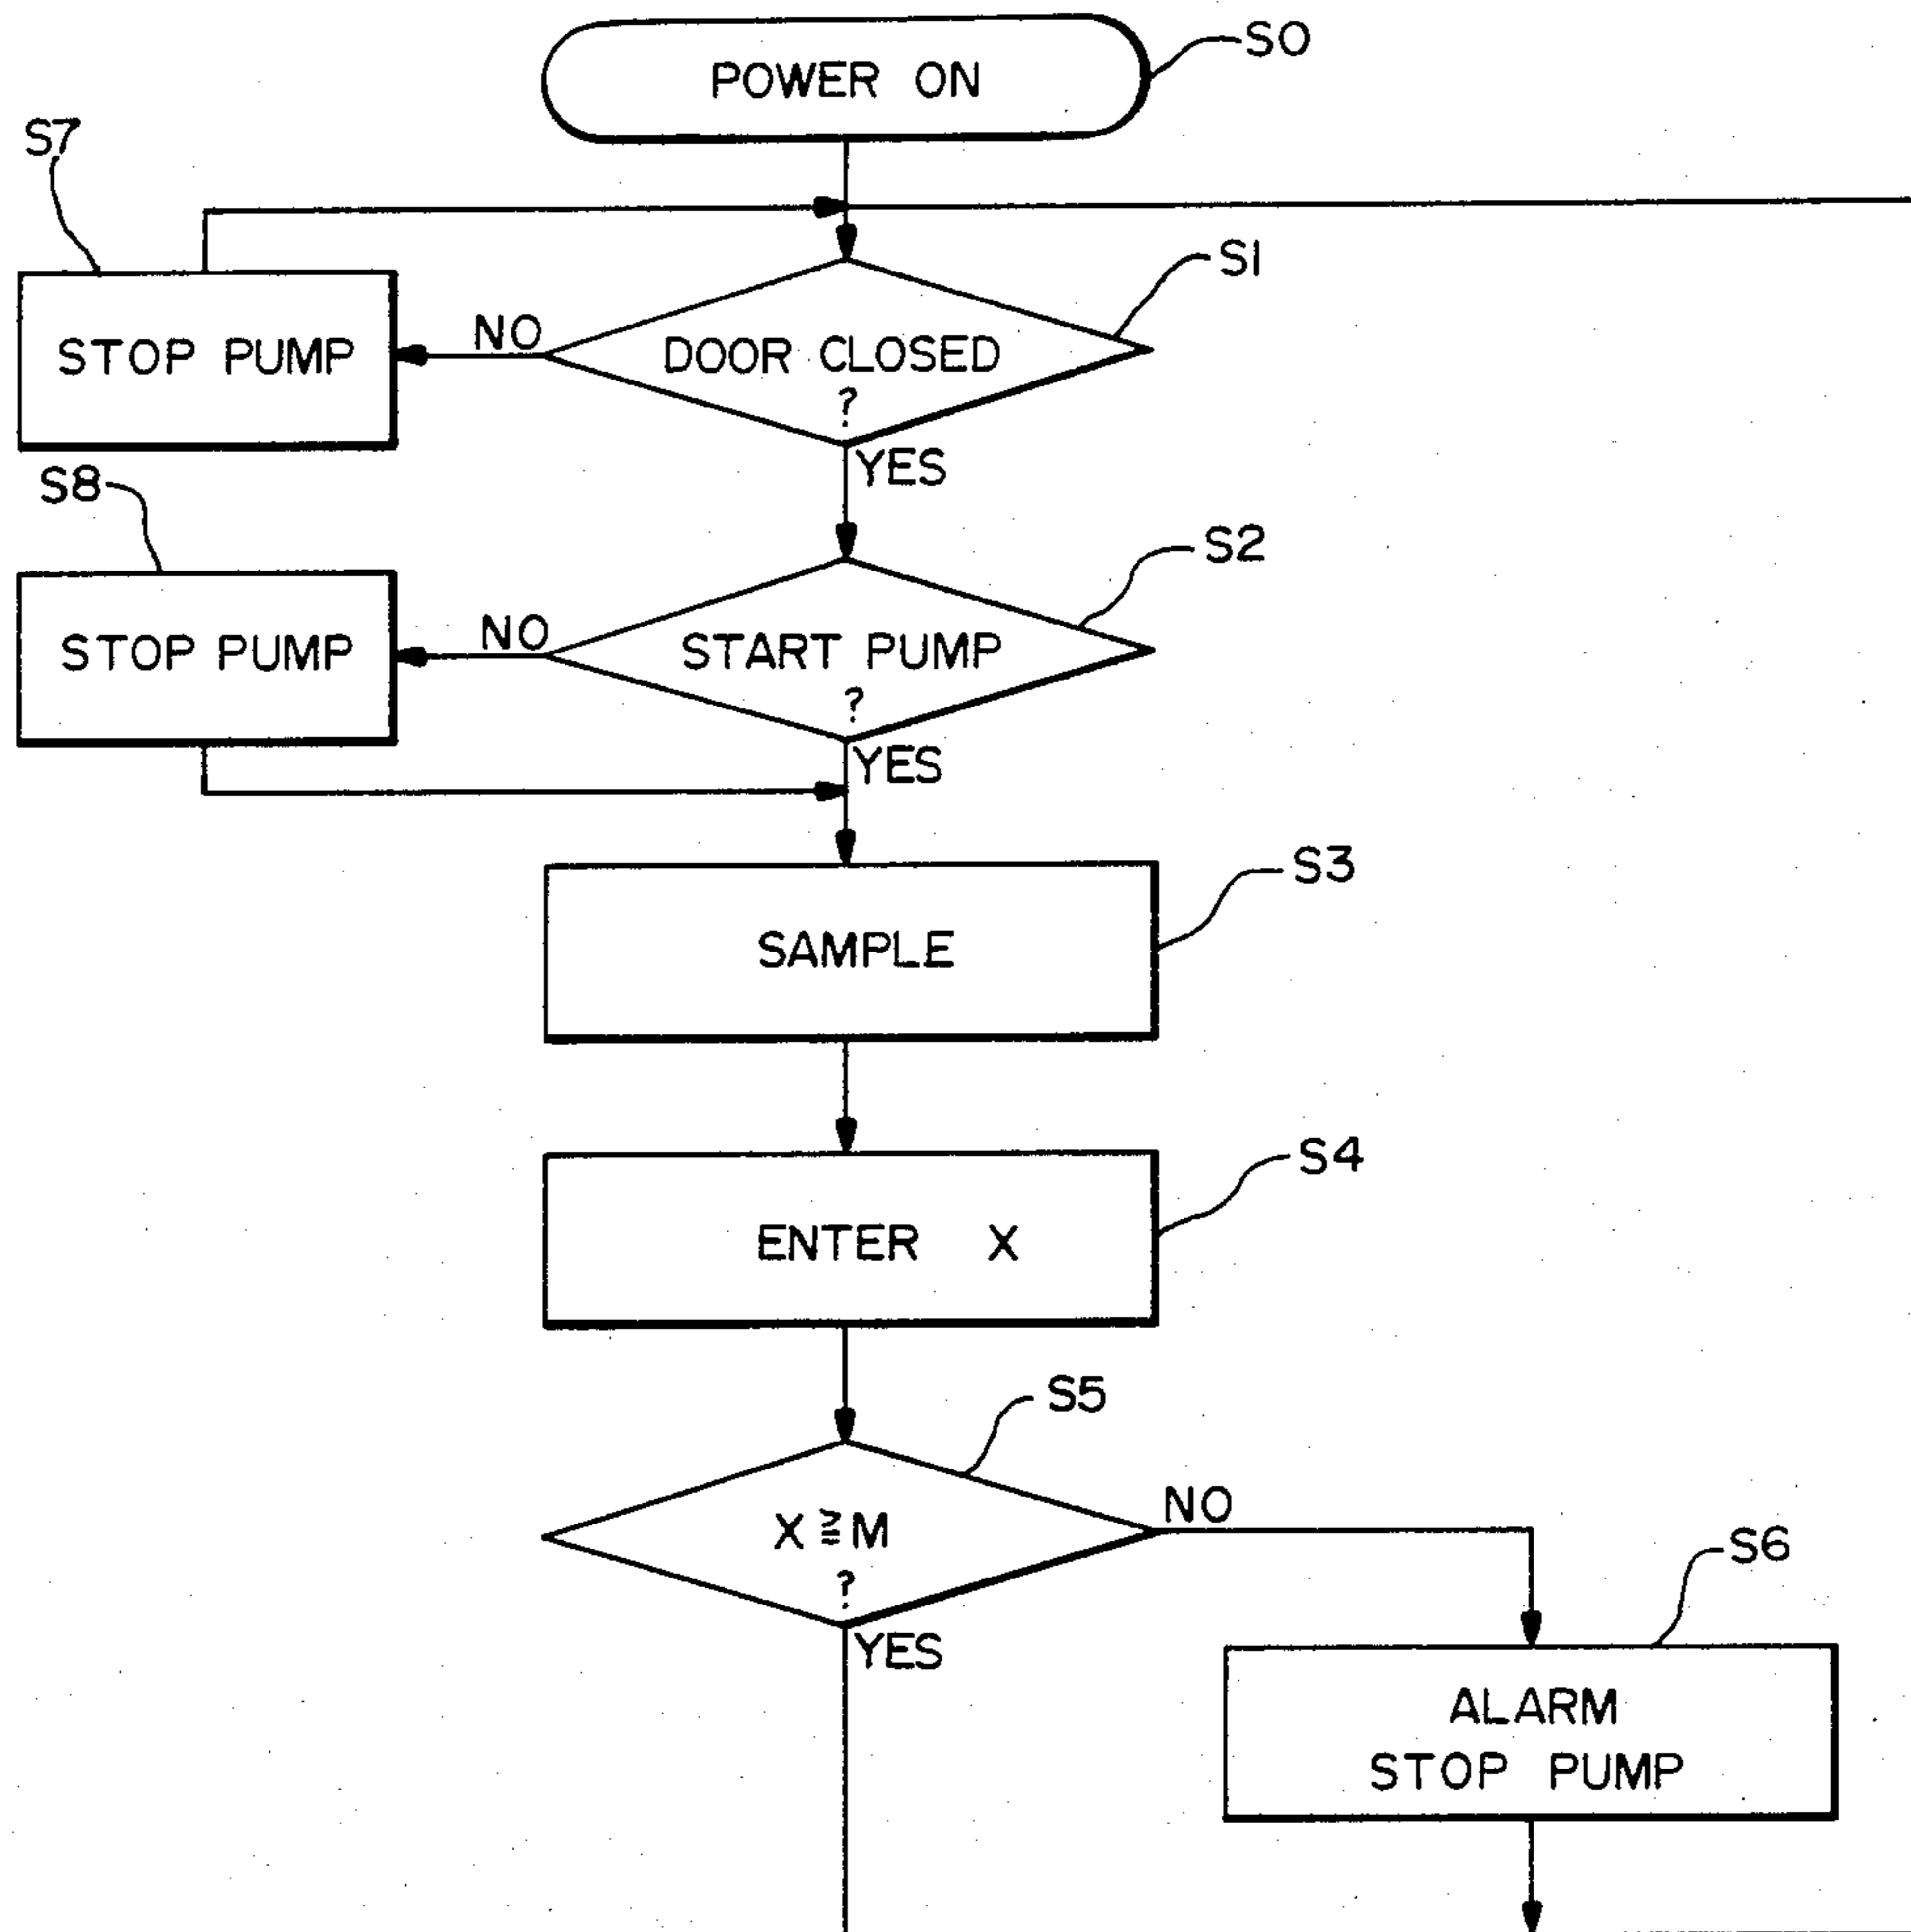 POWER ON
S0
S7
S1
STOP PUMP
NO
DOOR CLOSED
?
YES
S8
S2
STOP PUMP
NO
START PUMP
?
YES
S3
SAMPLE
S4
ENTER X
S5
X ≧ M
?
NO
YES
S6
ALARM
STOP PUMP